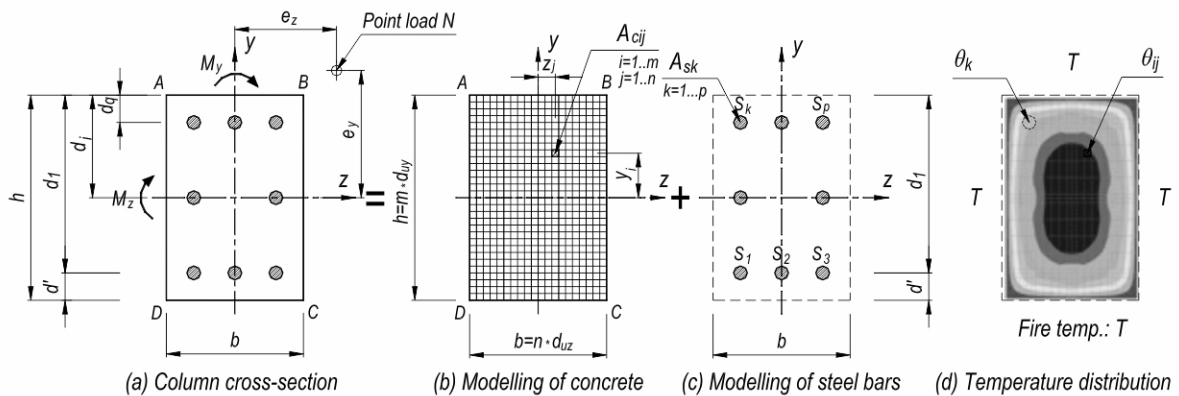 e_z
Point load N
y
M_y
A
B
d_q
d_i
d_1
h
e_y
z
M_z
d'
D
C
b
(a) Column cross-section
=
y
z_j
A_cij
i=1..m
j=1..n
A
B
h=m*d_uy
y_i
z
D
C
b=n*d_uz
(b) Modelling of concrete
+
y
A_sk
k=1...p
S_k
S_p
z
S_1
S_2
S_3
d_1
d'
b
(c) Modelling of steel bars
θ_k
T
θ_ij
T
T
Fire temp.: T
(d) Temperature distribution